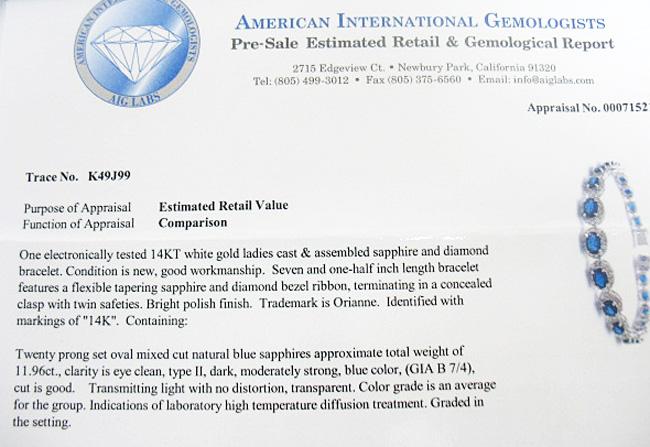 AMERICAN INTERNATIONAL GEMOLOGISTS
AIG LABS
AMERICAN INTERNATIONAL GEMOLOGISTS
Pre-Sale Estimated Retail & Gemological Report
2715 Edgeview Ct. • Newbury Park, California 91320
Tel: (805) 499-3012 • Fax (805) 375-6560 • Email: info@aiglabs.com
Appraisal No. 0007152
Trace No. K49J99
Purpose of Appraisal Estimated Retail Value
Function of Appraisal Comparison
One electronically tested 14KT white gold ladies cast & assembled sapphire and diamond
bracelet. Condition is new, good workmanship. Seven and one-half inch length bracelet
features a flexible tapering sapphire and diamond bezel ribbon, terminating in a concealed
clasp with twin safeties. Bright polish finish. Trademark is Orianne. Identified with
markings of "14K". Containing:
Twenty prong set oval mixed cut natural blue sapphires approximate total weight of
11.96ct., clarity is eye clean, type II, dark, moderately strong, blue color, (GIA B 7/4),
cut is good. Transmitting light with no distortion, transparent. Color grade is an average
for the group. Indications of laboratory high temperature diffusion treatment. Graded in
the setting.